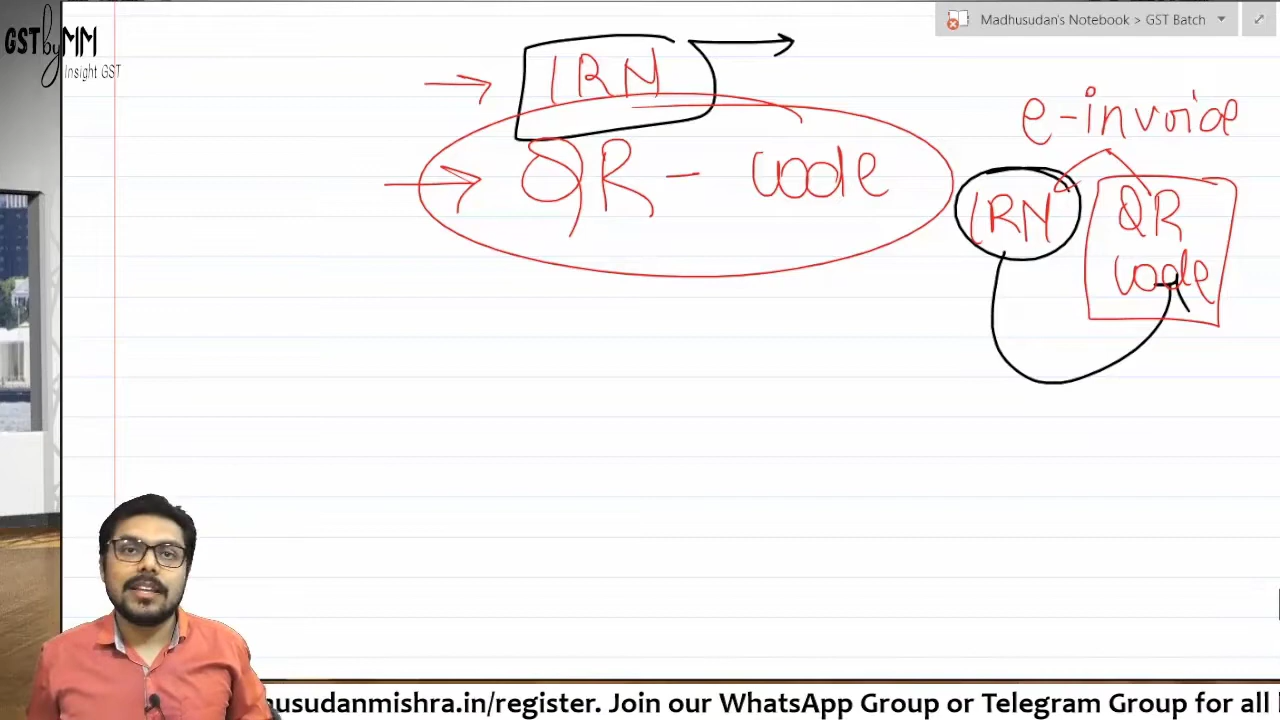 GST by MM
Insight GST
Madhusudan's Notebook > GST Batch
IRN
QR - code
e-invoice
IRN
QR
code
usudanmishra.in/register. Join our WhatsApp Group or Telegram Group for all